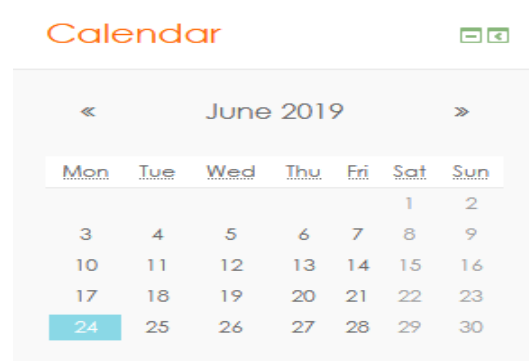 Calendar
« June 2019 »
Mon Tue Wed Thu Fri Sat Sun
1 2
3 4 5 6 7 8 9
10 11 12 13 14 15 16
17 18 19 20 21 22 23
24 25 26 27 28 29 30